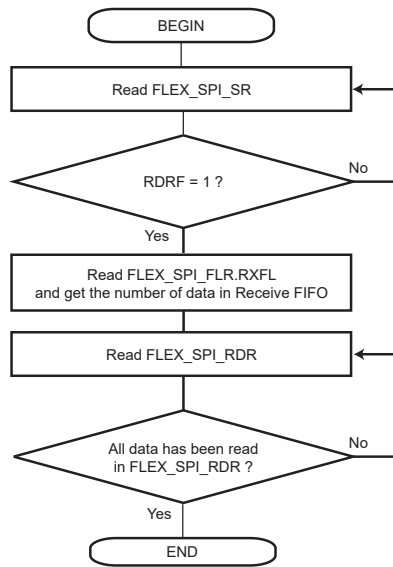 BEGIN
Read FLEX_SPI_SR
RDRF = 1 ?
No
Yes
Read FLEX_SPI_FLR.RXFL
and get the number of data in Receive FIFO
Read FLEX_SPI_RDR
All data has been read
in FLEX_SPI_RDR ?
No
Yes
END